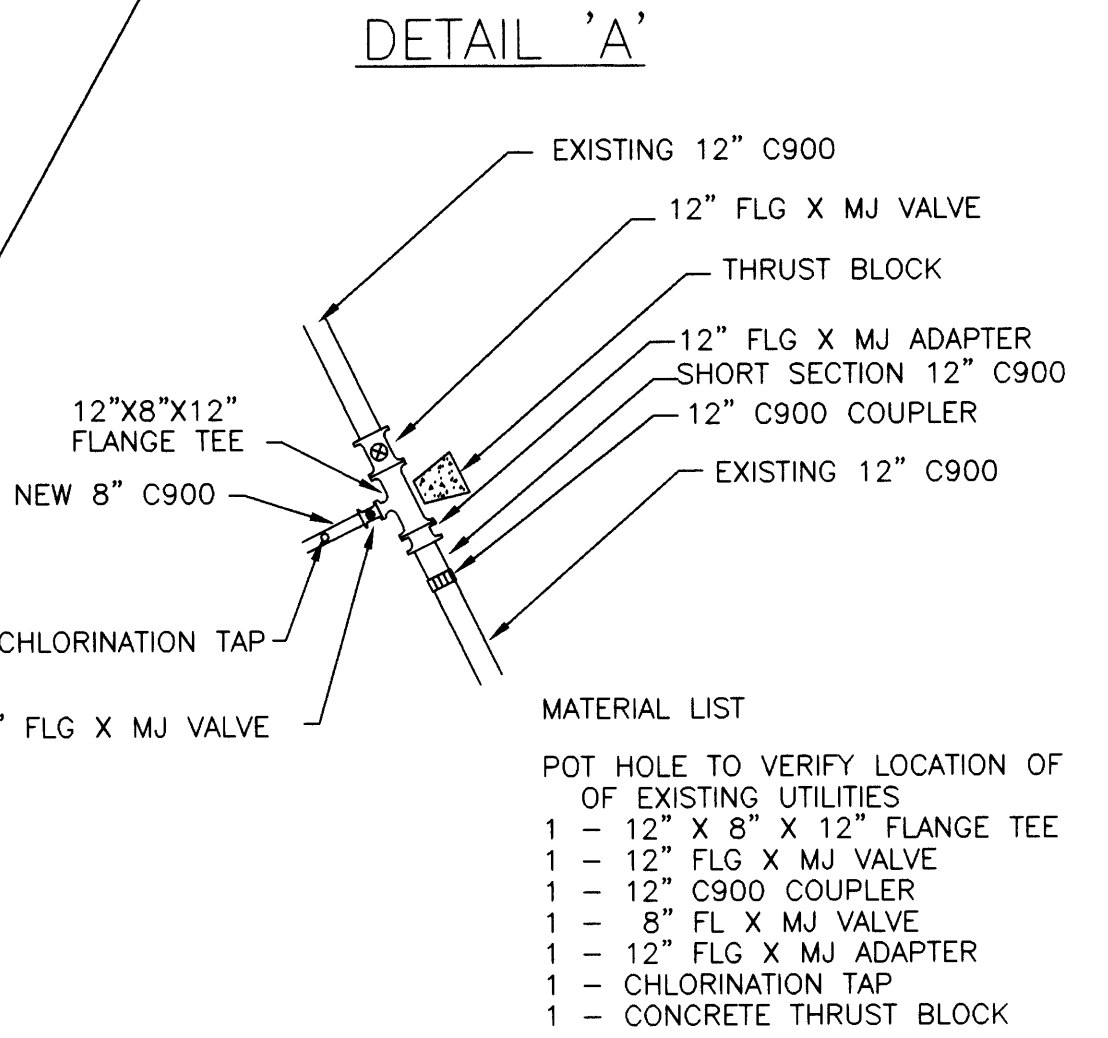 DETAIL 'A'
EXISTING 12" C900
12" FLG X MJ VALVE
THRUST BLOCK
12" FLG X MJ ADAPTER
SHORT SECTION 12" C900
12" C900 COUPLER
EXISTING 12" C900
12"X8"X12"
FLANGE TEE
NEW 8" C900
CHLORINATION TAP
" FLG X MJ VALVE
MATERIAL LIST
POT HOLE TO VERIFY LOCATION OF
OF EXISTING UTILITIES
1 – 12" X 8" X 12" FLANGE TEE
1 – 12" FLG X MJ VALVE
1 – 12" C900 COUPLER
1 – 8" FL X MJ VALVE
1 – 12" FLG X MJ ADAPTER
1 – CHLORINATION TAP
1 – CONCRETE THRUST BLOCK